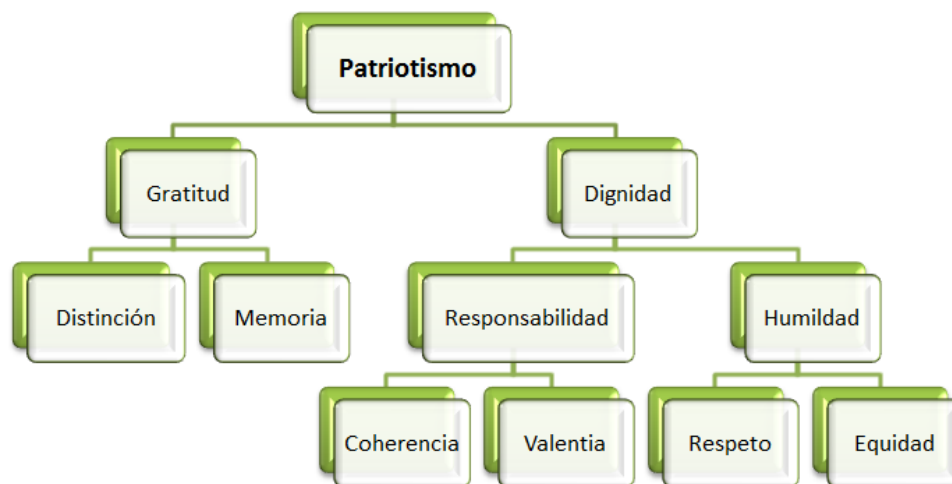 Patriotismo
Gratitud
Dignidad
Distinción
Memoria
Responsabilidad
Humildad
Coherencia
Valentia
Respeto
Equidad